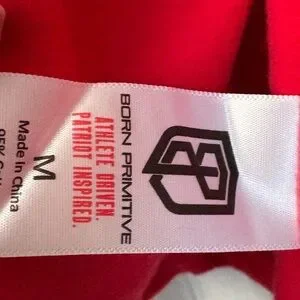 BORN PRIMITIVE
ATHLETE DRIVEN.
PATRIOT INSPIRED.
M
Made in China